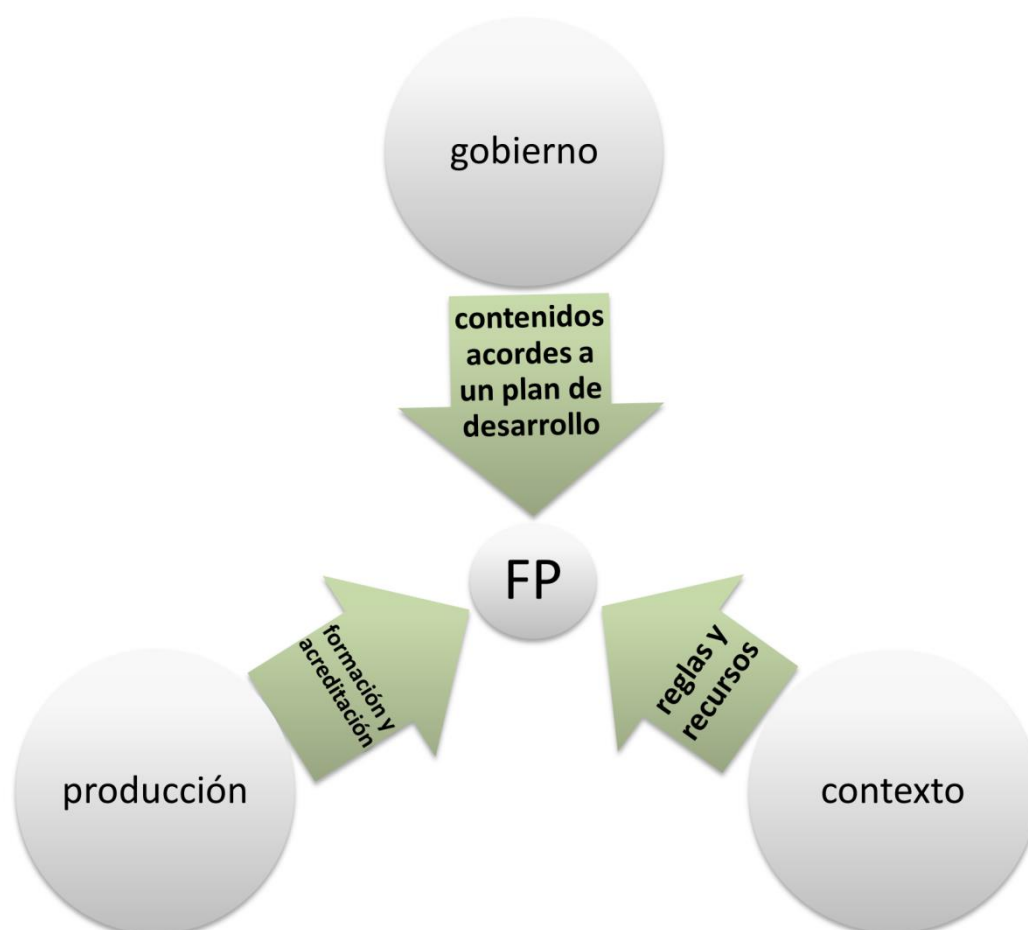 gobierno
contenidos
acordes a
un plan de
desarrollo
FP
formación y
acreditación
reglas y
recursos
producción
contexto